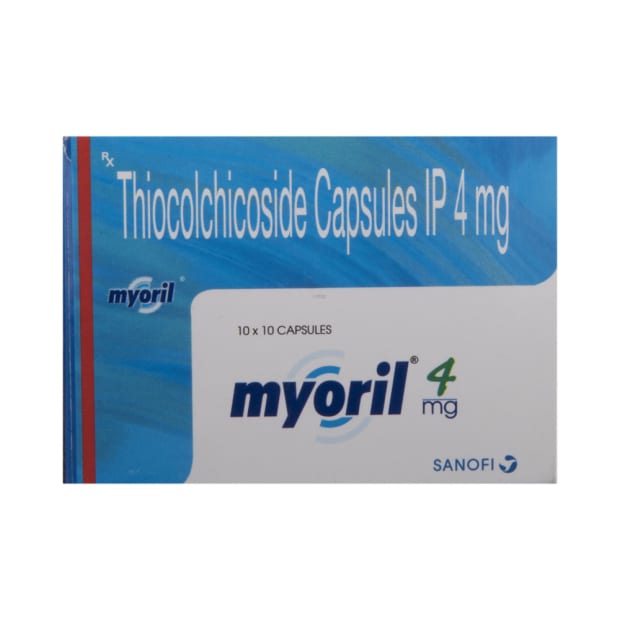 Rx
Thiocolchicoside Capsules IP 4 mg
myoril®
10 x 10 CAPSULES
myoril® 4 mg
SANOFI